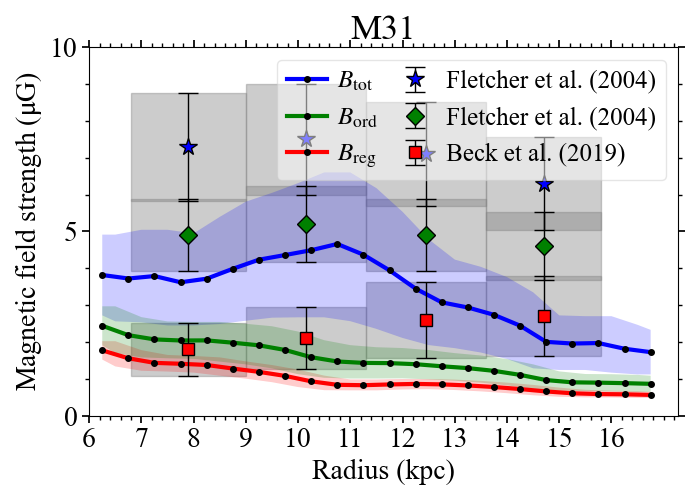 M31
Magnetic field strength (μG)
10
5
0
B_tot
B_ord
B_reg
Fletcher et al. (2004)
Fletcher et al. (2004)
Beck et al. (2019)
6 7 8 9 10 11 12 13 14 15 16
Radius (kpc)